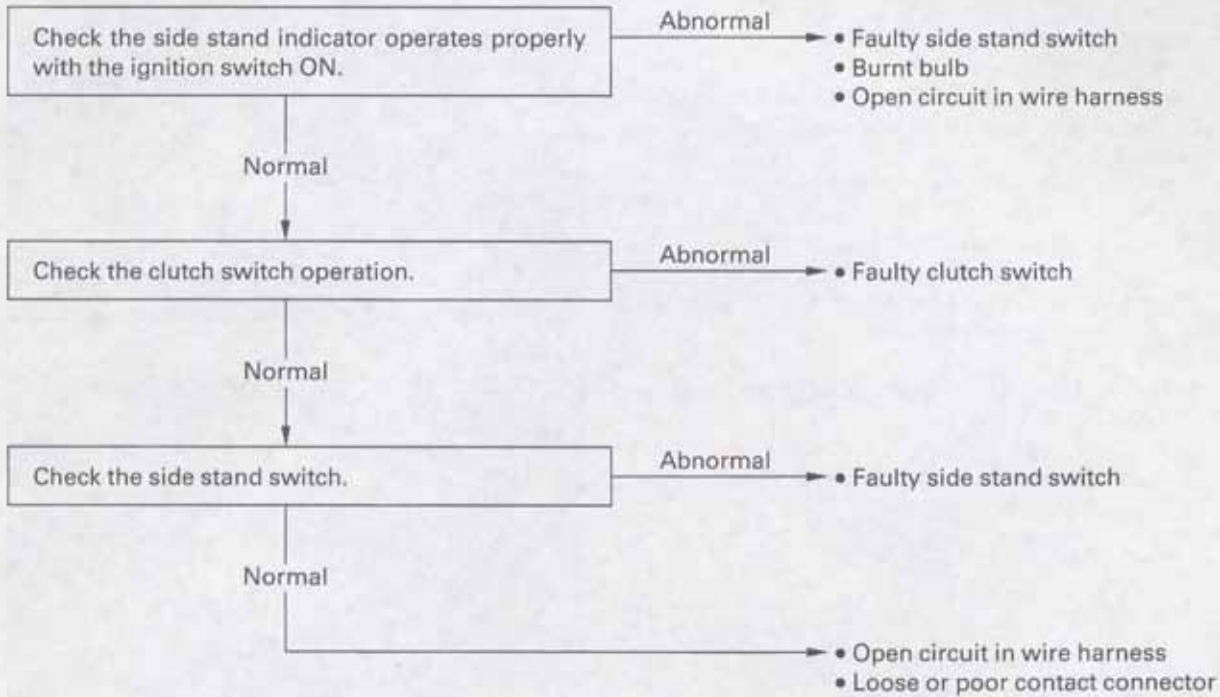 Check the side stand indicator operates properly
with the ignition switch ON.
Abnormal
• Faulty side stand switch
• Burnt bulb
• Open circuit in wire harness
Normal
Check the clutch switch operation.
Abnormal
• Faulty clutch switch
Normal
Check the side stand switch.
Abnormal
• Faulty side stand switch
Normal
• Open circuit in wire harness
• Loose or poor contact connector